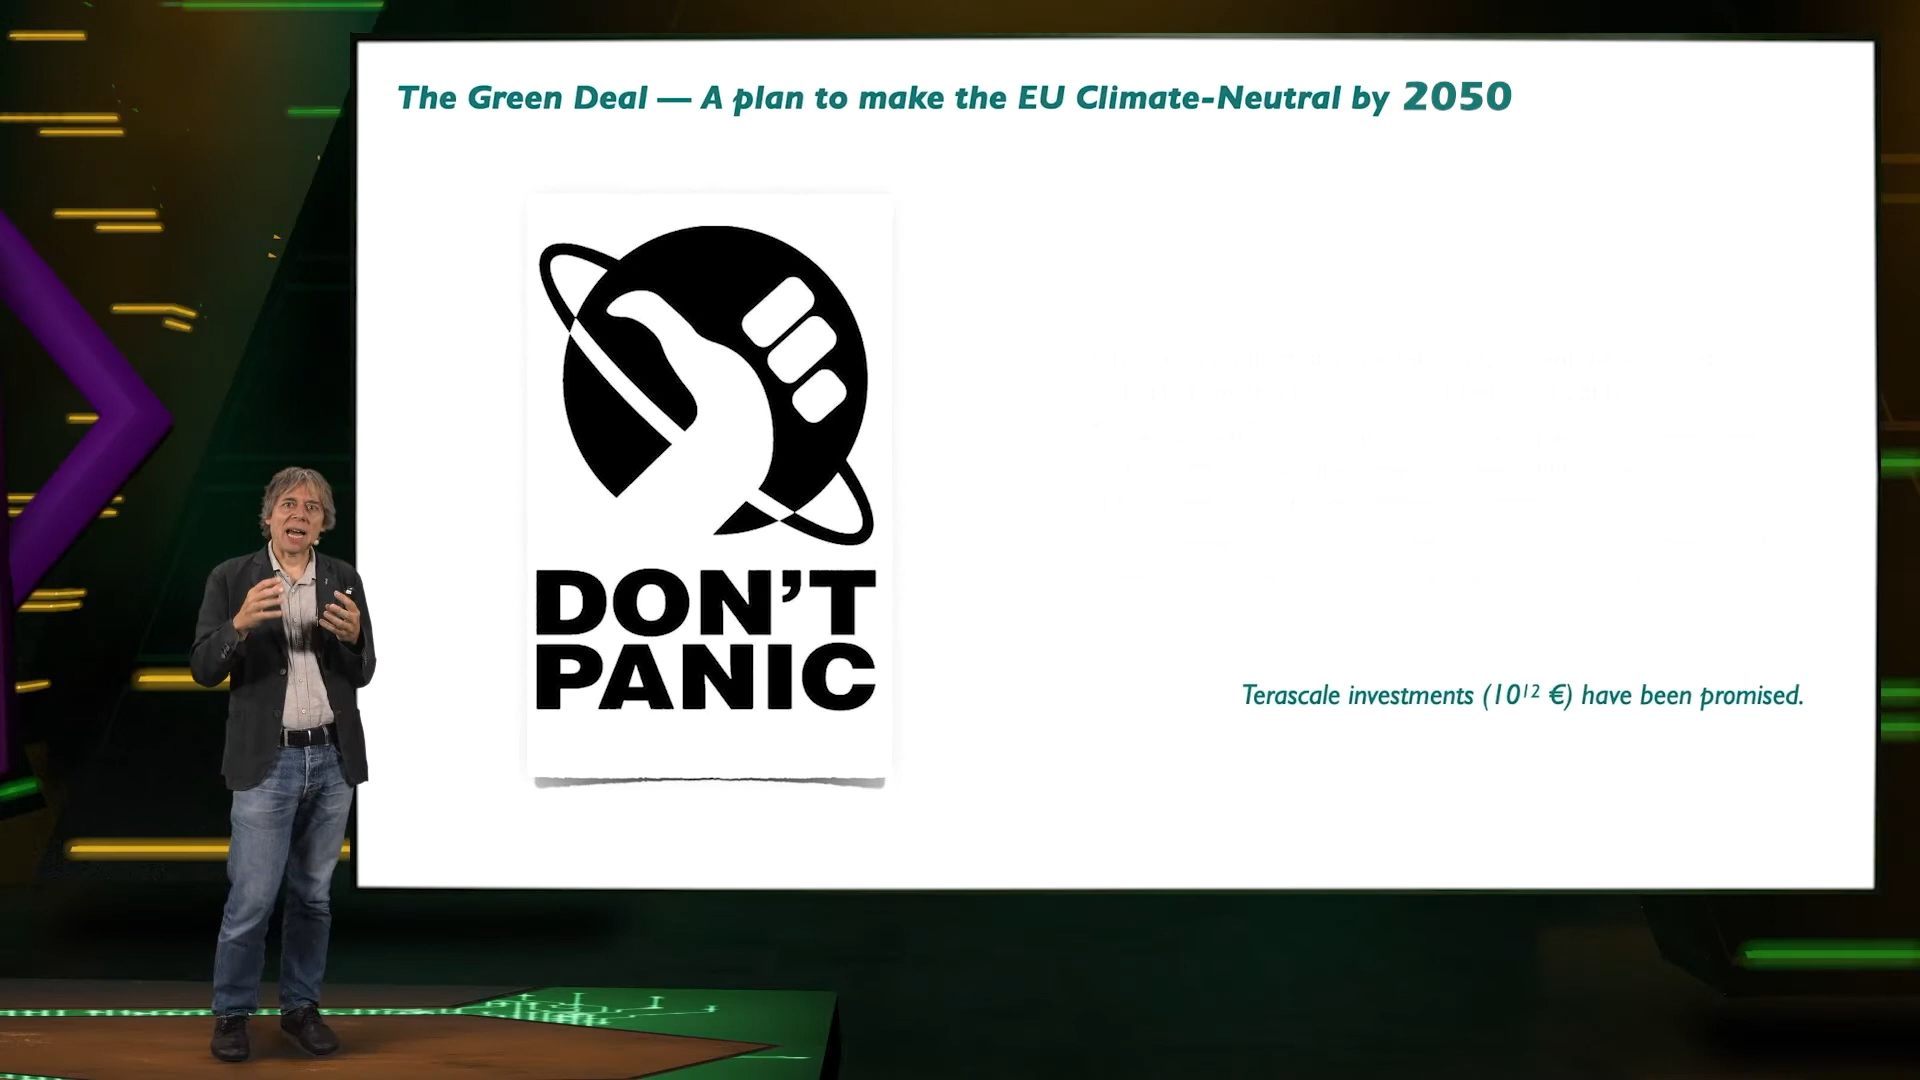 The Green Deal — A plan to make the EU Climate-Neutral by 2050
DON'T
PANIC
Terascale investments (10¹² €) have been promised.